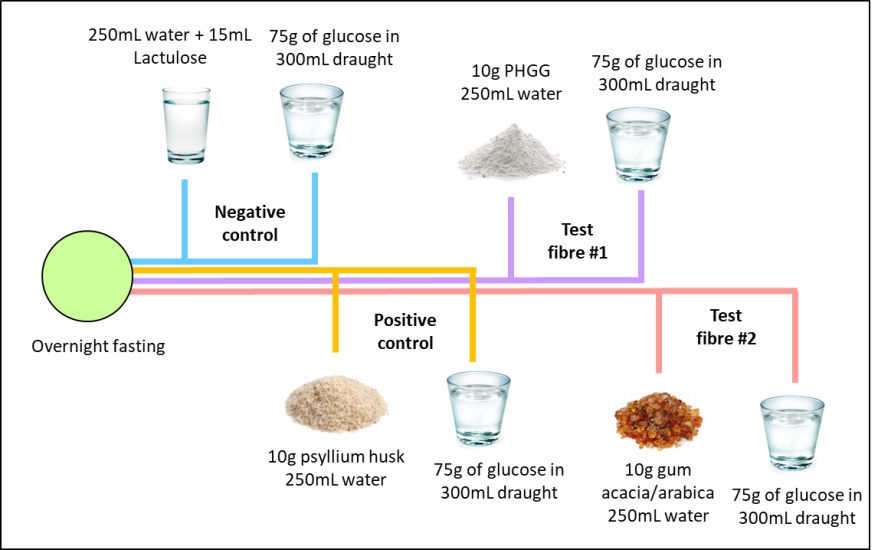 250mL water + 15mL
Lactulose
75g of glucose in
300mL draught
10g PHGG
250mL water
75g of glucose in
300mL draught
Negative
control
Test
fibre #1
Overnight fasting
Positive
control
Test
fibre #2
10g psyllium husk
250mL water
75g of glucose in
300mL draught
10g gum
acacia/arabica
250mL water
75g of glucose in
300mL draught